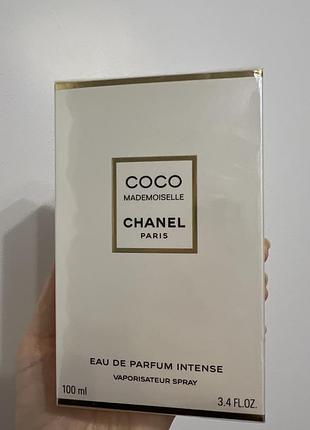 COCO
MADEMOISELLE
CHANEL
PARIS
EAU DE PARFUM INTENSE
VAPORISATEUR SPRAY
100 ml 3.4 FL.OZ.